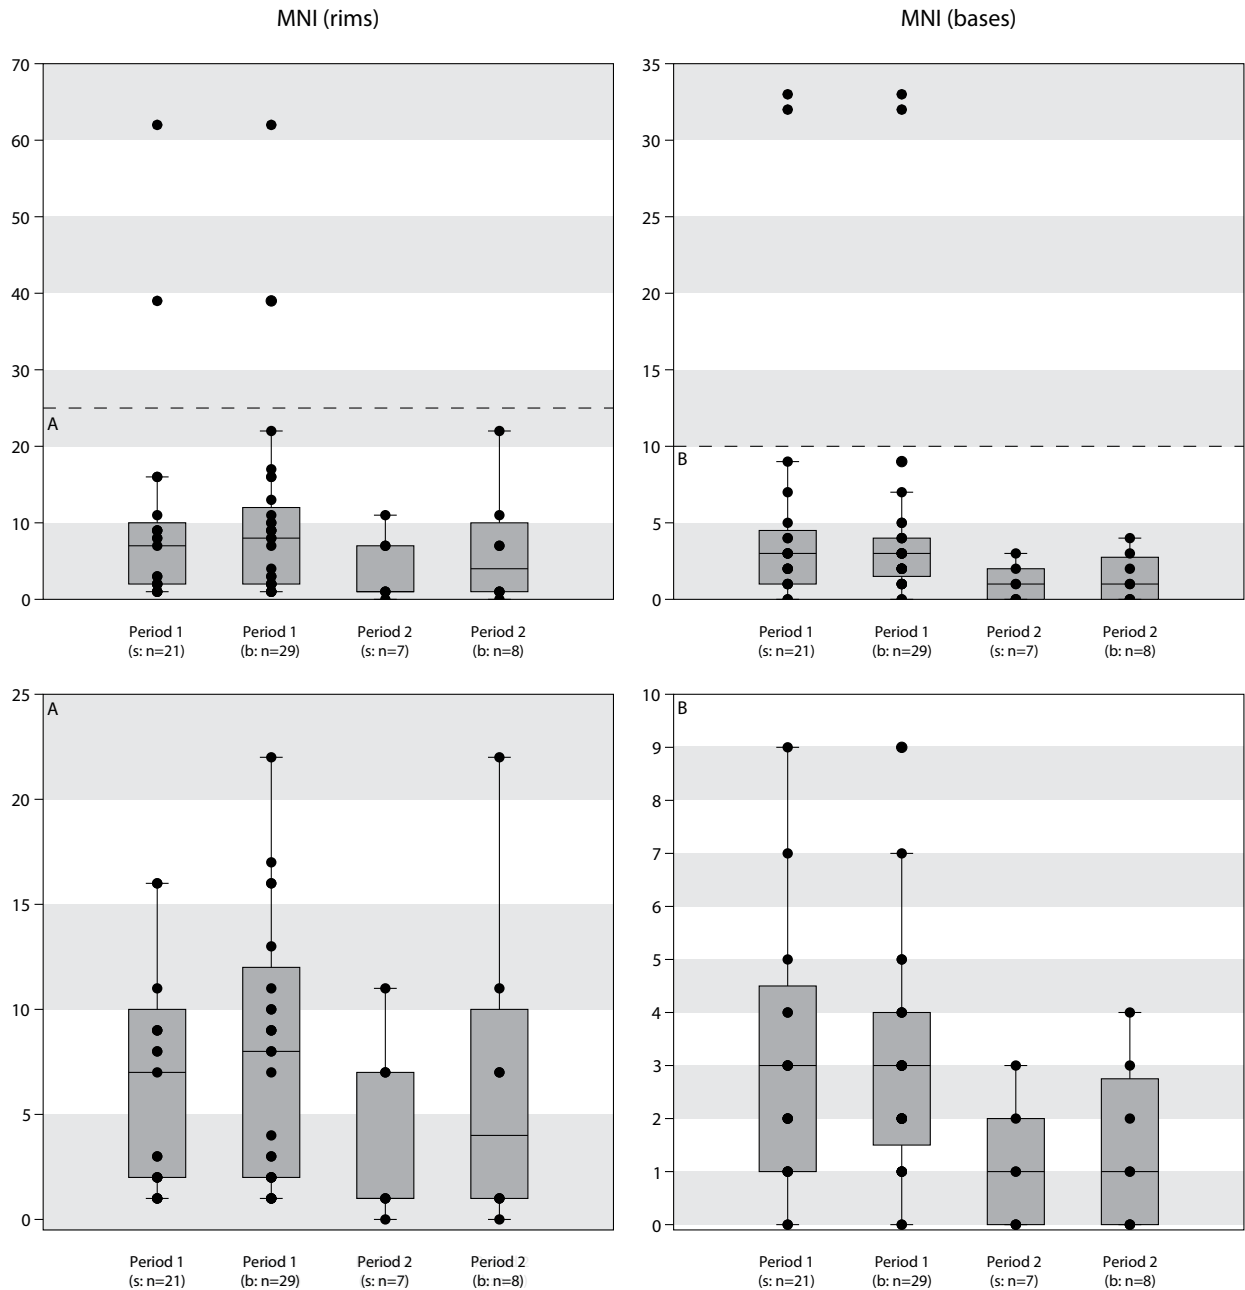 MNI (rims)
MNI (bases)
70
60
50
40
30
20
10
0
A
Period 1
(s: n=21)
Period 1
(b: n=29)
Period 2
(s: n=7)
Period 2
(b: n=8)
35
30
25
20
15
10
5
0
B
Period 1
(s: n=21)
Period 1
(b: n=29)
Period 2
(s: n=7)
Period 2
(b: n=8)
25
20
15
10
5
0
A
Period 1
(s: n=21)
Period 1
(b: n=29)
Period 2
(s: n=7)
Period 2
(b: n=8)
10
9
8
7
6
5
4
3
2
1
0
B
Period 1
(s: n=21)
Period 1
(b: n=29)
Period 2
(s: n=7)
Period 2
(b: n=8)